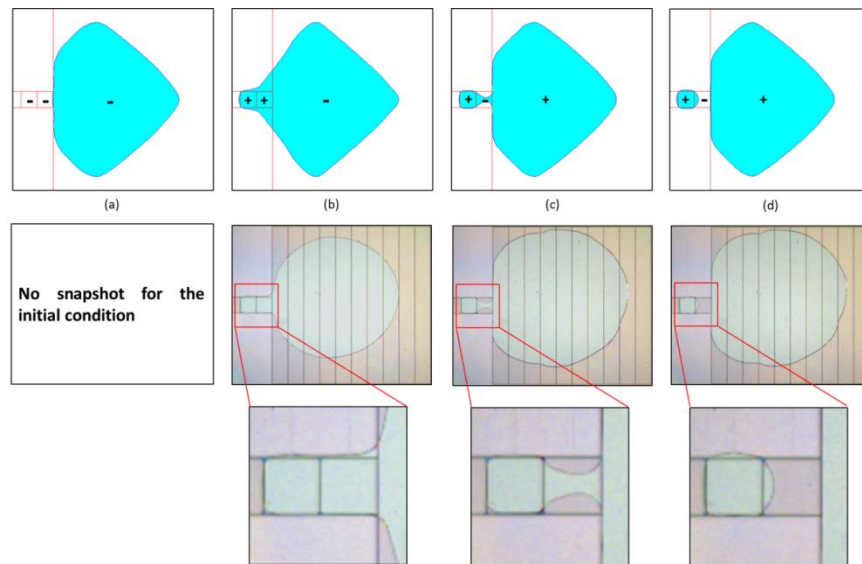 - - -
+ + -
+ - +
+ - +
(a)
(b)
(c)
(d)
No snapshot for the
initial condition